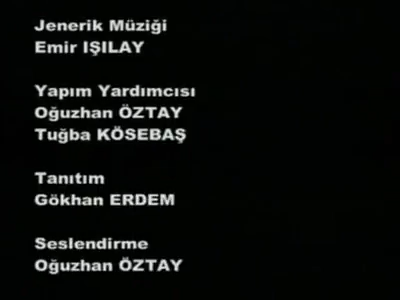 Jenerik Müziği
Emir IŞILAY
Yapım Yardımcısı
Oğuzhan ÖZTAY
Tuğba KÖSEBAŞ
Tanıtım
Gökhan ERDEM
Seslendirme
Oğuzhan ÖZTAY